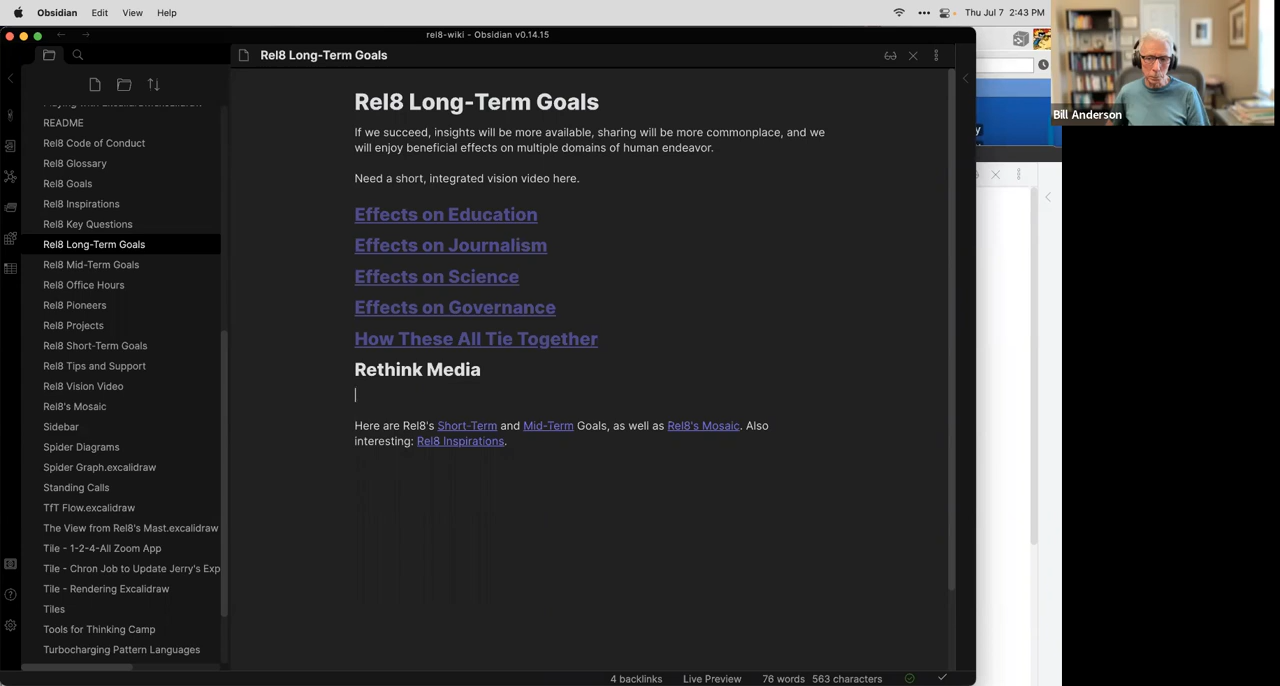 Obsidian Edit View Help
Thu Jul 7 2:43 PM
rel8-wiki - Obsidian v0.14.15
Rel8 Long-Term Goals
README
Rel8 Code of Conduct
Rel8 Glossary
Rel8 Goals
Rel8 Inspirations
Rel8 Key Questions
Rel8 Long-Term Goals
Rel8 Mid-Term Goals
Rel8 Office Hours
Rel8 Pioneers
Rel8 Projects
Rel8 Short-Term Goals
Rel8 Tips and Support
Rel8 Vision Video
Rel8's Mosaic
Sidebar
Spider Diagrams
Spider Graph.excalidraw
Standing Calls
TfT Flow.excalidraw
The View from Rel8's Mast.excalidraw
Tile - 1-2-4-All Zoom App
Tile - Chron Job to Update Jerry's Exp
Tile - Rendering Excalidraw
Tiles
Tools for Thinking Camp
Turbocharging Pattern Languages
Rel8 Long-Term Goals
If we succeed, insights will be more available, sharing will be more commonplace, and we
will enjoy beneficial effects on multiple domains of human endeavor.
Need a short, integrated vision video here.
Effects on Education
Effects on Journalism
Effects on Science
Effects on Governance
How These All Tie Together
Rethink Media
Here are Rel8's Short-Term and Mid-Term Goals, as well as Rel8's Mosaic. Also
interesting: Rel8 Inspirations.
4 backlinks Live Preview 76 words 563 characters
y
Bill Anderson